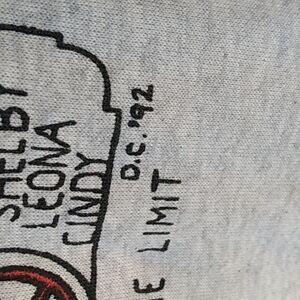 SHELBY
LEONA
CINDY
D.C. '92
LIMIT